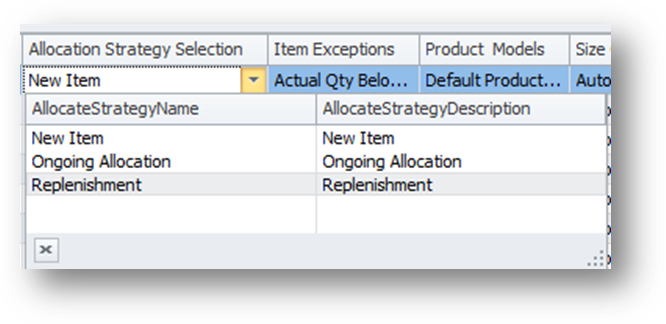 Allocation Strategy Selection Item Exceptions Product Models Size
New Item Actual Qty Belo... Default Product... Auto
AllocateStrategyName AllocateStrategyDescription
New Item New Item
Ongoing Allocation Ongoing Allocation
Replenishment Replenishment